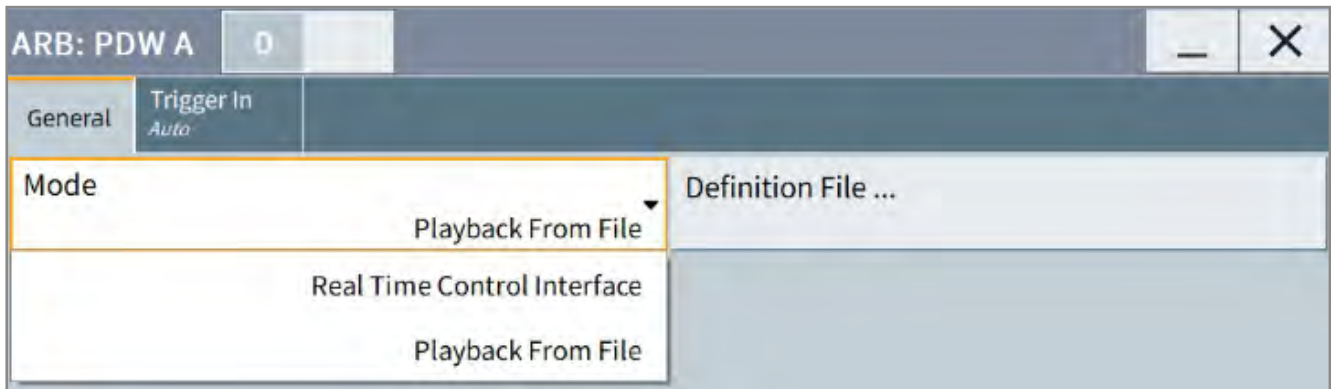 ARB: PDW A 0
General
Trigger In
Auto
Mode
Playback From File
Definition File ...
Real Time Control Interface
Playback From File